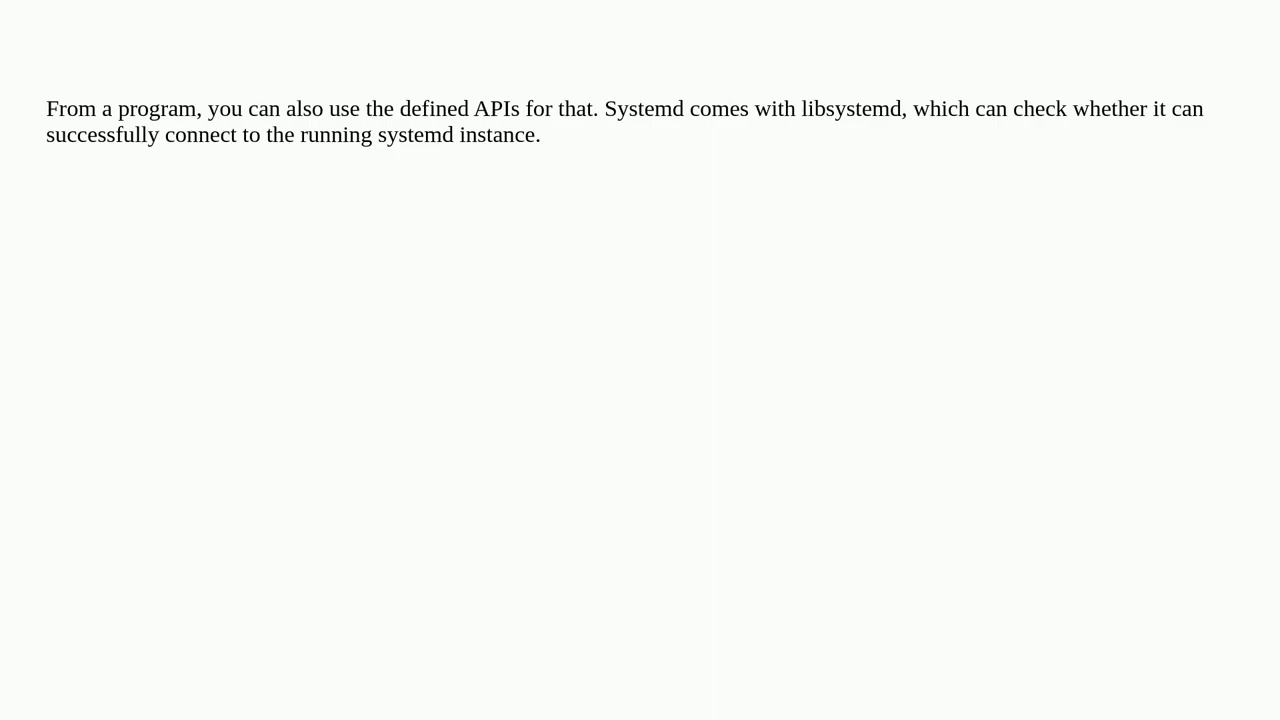 From a program, you can also use the defined APIs for that. Systemd comes with libsystemd, which can check whether it can
successfully connect to the running systemd instance.